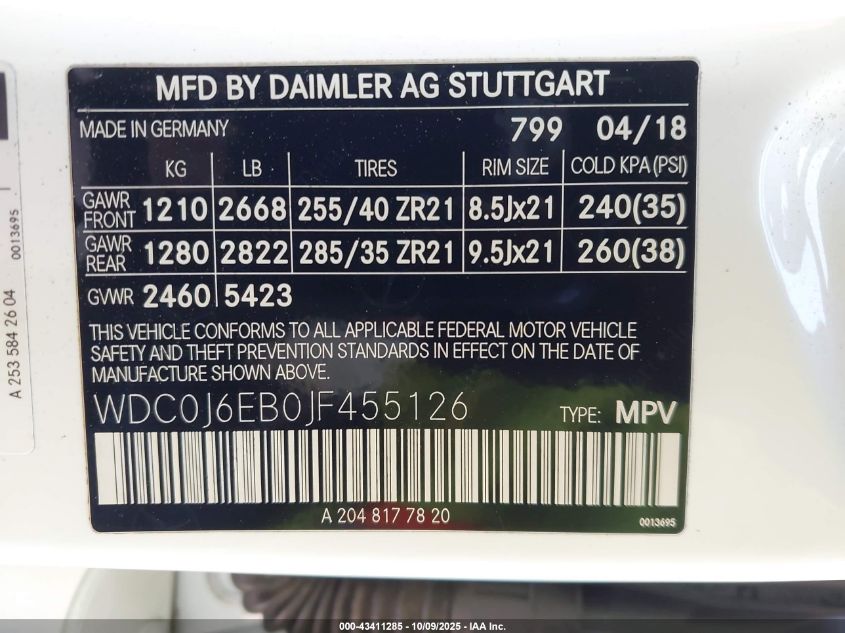 MFD BY DAIMLER AG STUTTGART
MADE IN GERMANY 799 04/18
KG LB TIRES RIM SIZE COLD KPA (PSI)
GAWR FRONT 1210 2668 255/40 ZR21 8.5Jx21 240(35)
GAWR REAR 1280 2822 285/35 ZR21 9.5Jx21 260(38)
GVWR 2460 5423
THIS VEHICLE CONFORMS TO ALL APPLICABLE FEDERAL MOTOR VEHICLE
SAFETY AND THEFT PREVENTION STANDARDS IN EFFECT ON THE DATE OF
MANUFACTURE SHOWN ABOVE.
WDC0J6EB0JF455126 TYPE: MPV
A 204 817 78 20
0013695
A 253 584 26 04 0013695
000-43411285 - 10/09/2025 - IAA Inc.